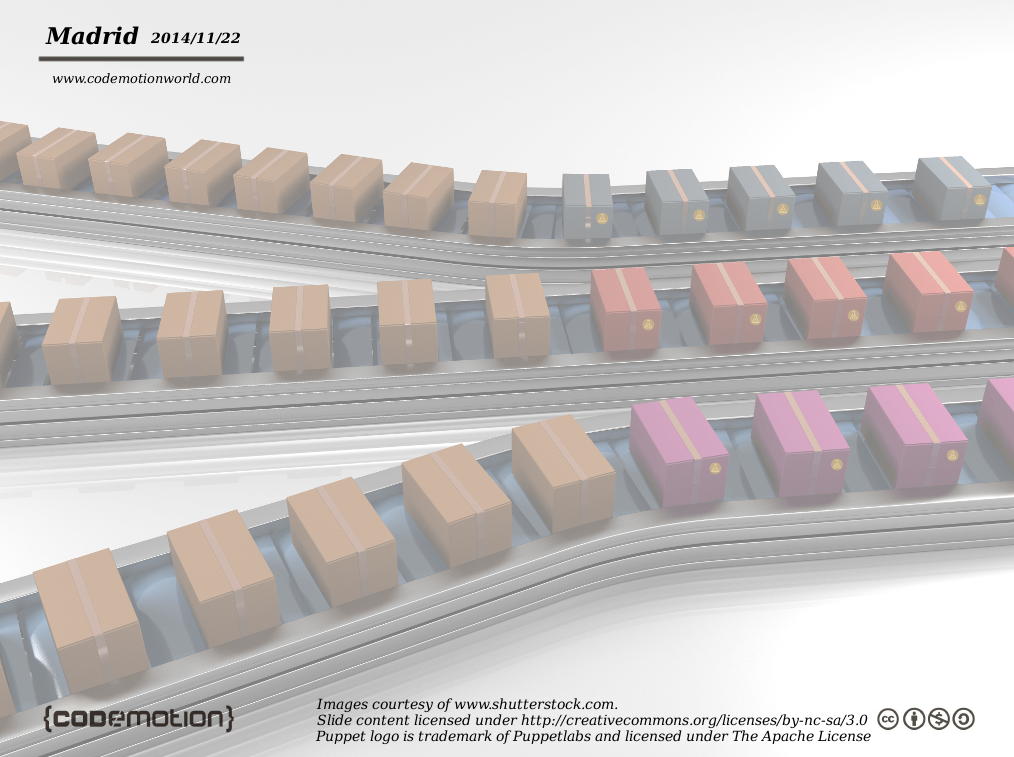 Madrid 2014/11/22
www.codemotionworld.com
{codemotion}
Images courtesy of www.shutterstock.com.
Slide content licensed under http://creativecommons.org/licenses/by-nc-sa/3.0
Puppet logo is trademark of Puppetlabs and licensed under The Apache License